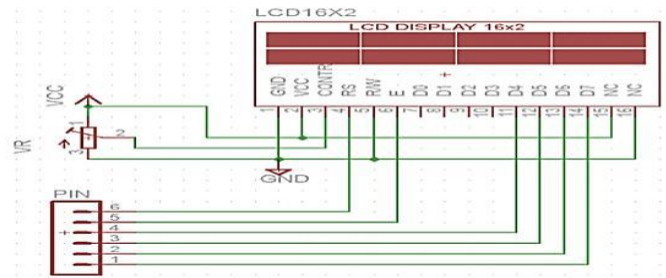 LCD16X2
LCD DISPLAY 16x2
GND VCC CONTR RS R/W E D0 D1 D2 D3 D4 D5 D6 D7 NC NC
1 2 3 4 5 6 7 8 9 10 11 12 13 14 15 16
VCC
1
2
3
VR
GND
PIN
6
5
4
3
2
1